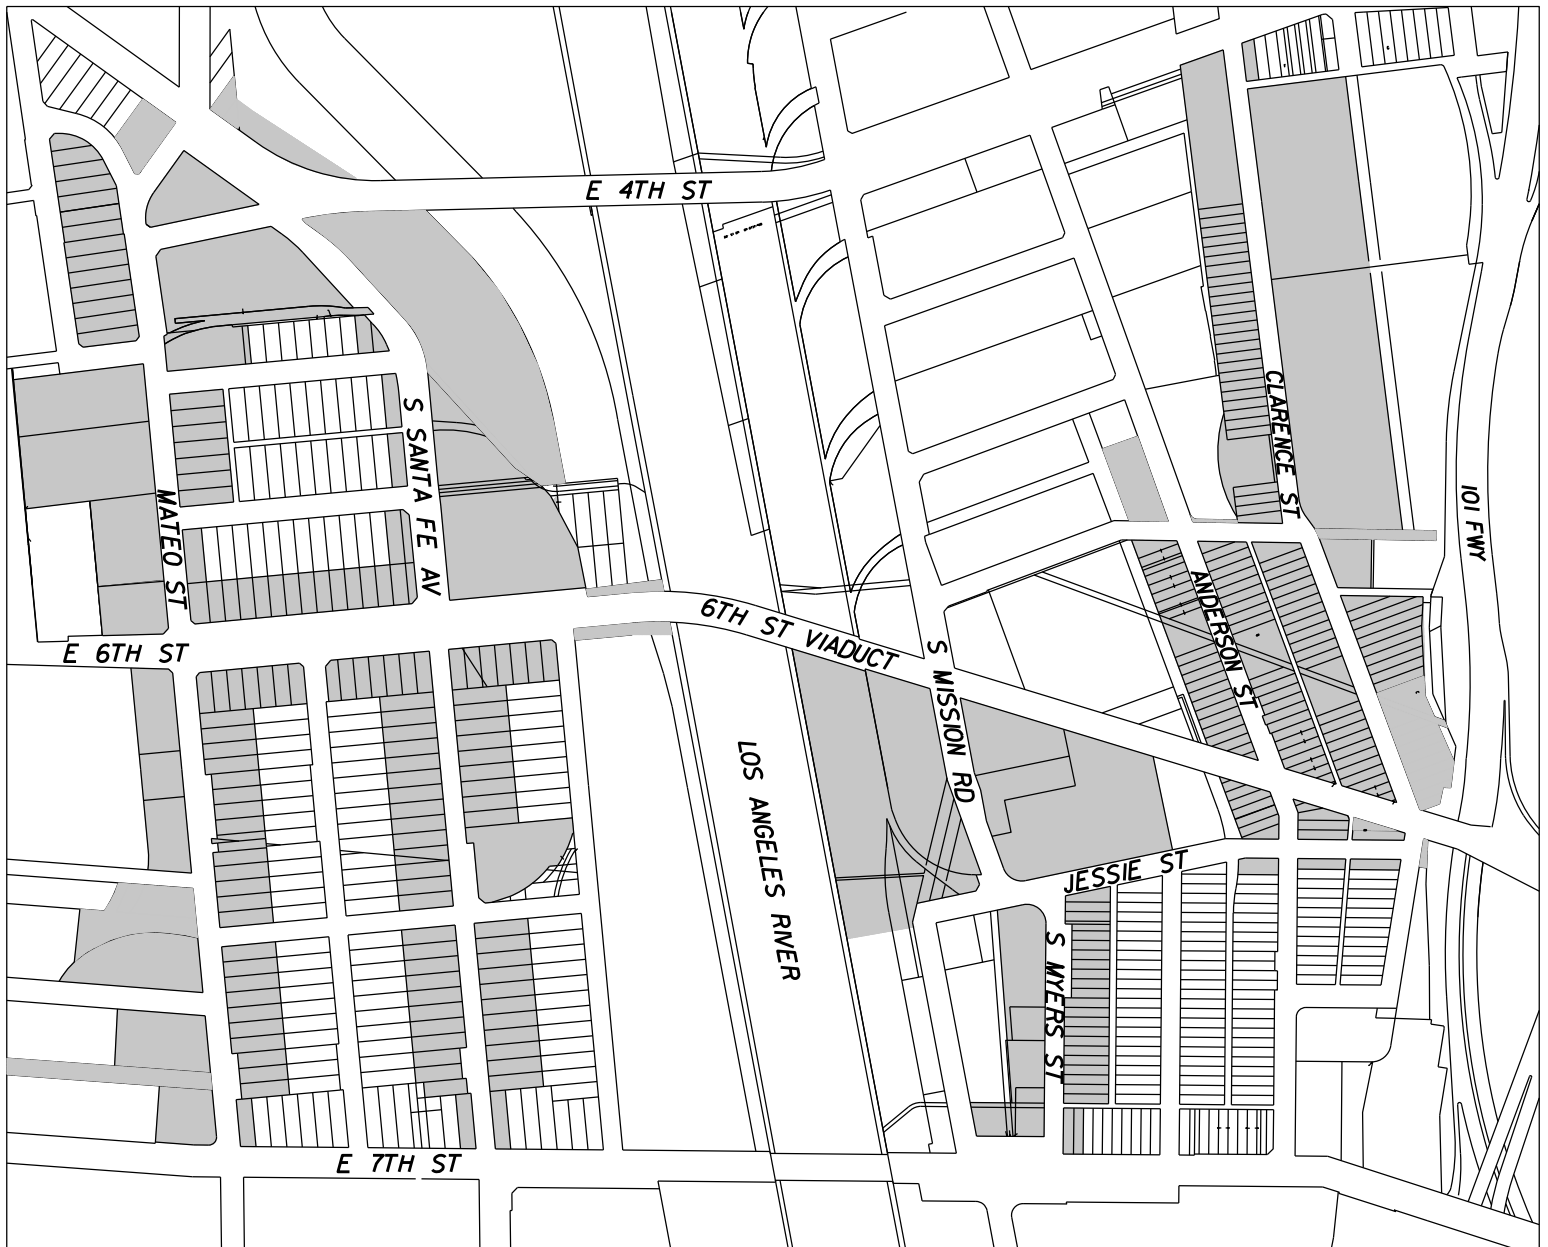 E 4TH ST
CLARENCE ST
S SANTA FE AV
MATEO ST
101 FWY
ANDERSON ST
6TH ST VIADUCT
E 6TH ST
S MISSION RD
LOS ANGELES RIVER
JESSIE ST
S MYERS ST
E 7TH ST